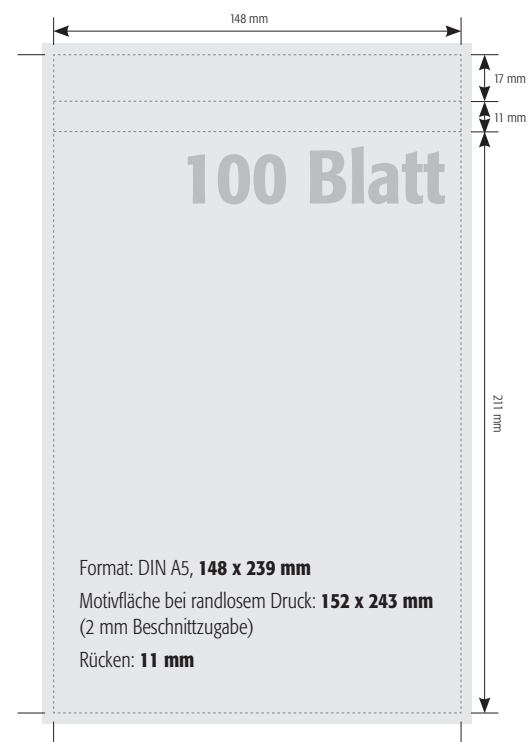 148 mm
17 mm
11 mm
100 Blatt
211 mm
Format: DIN A5, 148 x 239 mm
Motivfläche bei randlosem Druck: 152 x 243 mm
(2 mm Beschnittzugabe)
Rücken: 11 mm